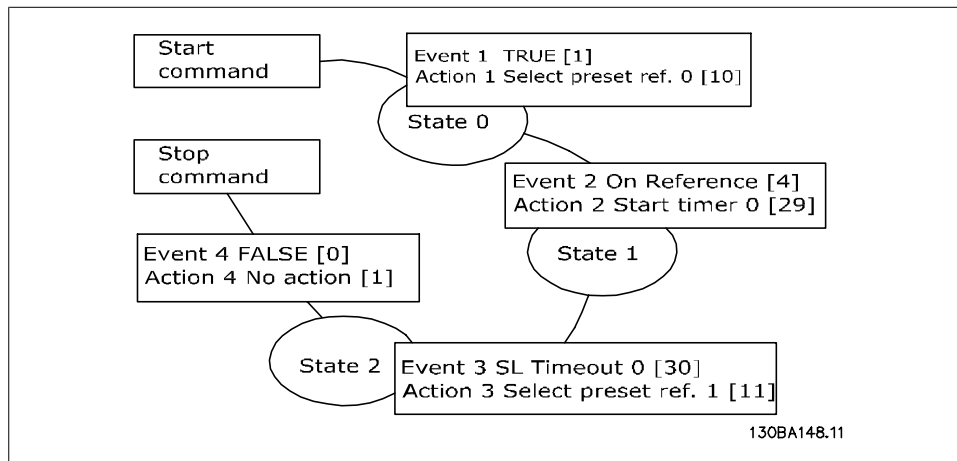 Start
command
Event 1  TRUE [1]
Action 1 Select preset ref. 0 [10]
State 0
Stop
command
Event 2 On Reference [4]
Action 2 Start timer 0 [29]
State 1
Event 4 FALSE [0]
Action 4 No action [1]
State 2
Event 3 SL Timeout 0 [30]
Action 3 Select preset ref. 1 [11]
130BA148.11